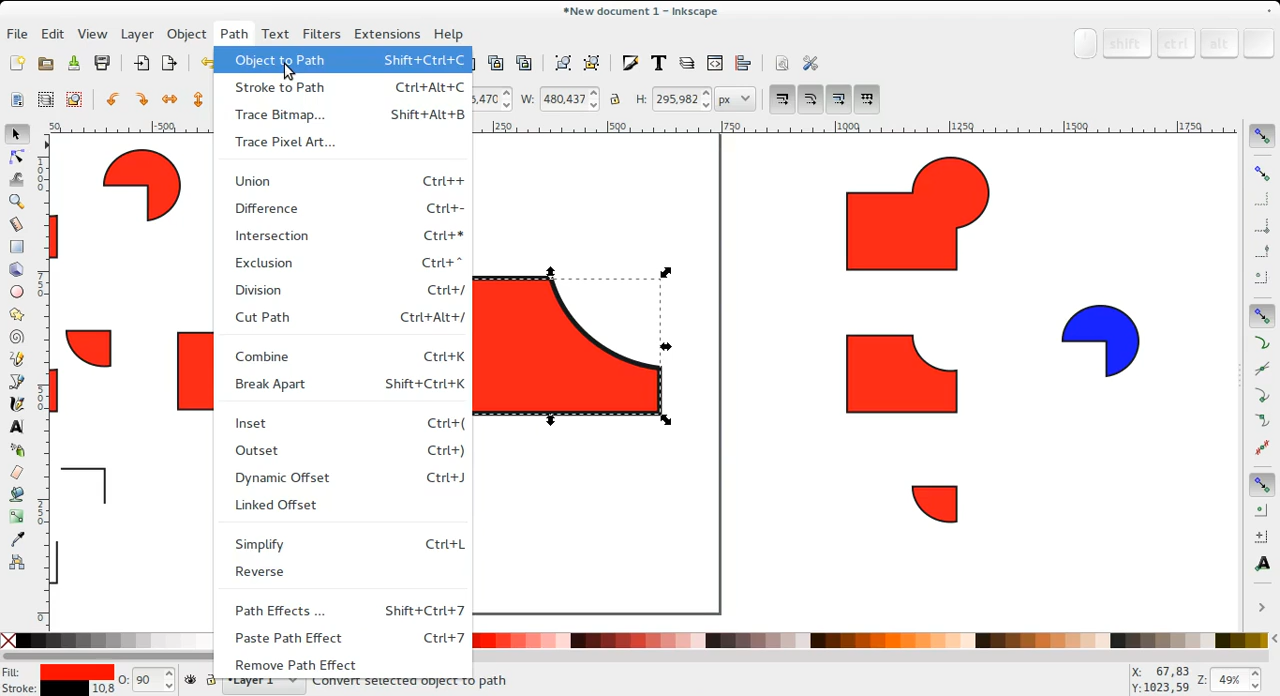 *New document 1 - Inkscape
File Edit View Layer Object Path Text Filters Extensions Help
shift ctrl alt
5,470 W: 480,437 H: 295,982 px
50 -500 250 500 750 1000 1250 1500 1750
Object to Path Shift+Ctrl+C
Stroke to Path Ctrl+Alt+C
Trace Bitmap... Shift+Alt+B
Trace Pixel Art...
Union Ctrl++
Difference Ctrl+-
Intersection Ctrl+*
Exclusion Ctrl+^
Division Ctrl+/
Cut Path Ctrl+Alt+/
Combine Ctrl+K
Break Apart Shift+Ctrl+K
Inset Ctrl+(
Outset Ctrl+)
Dynamic Offset Ctrl+J
Linked Offset
Simplify Ctrl+L
Reverse
Path Effects ... Shift+Ctrl+7
Paste Path Effect Ctrl+7
Remove Path Effect
Fill:
Stroke: 10,8
O: 90
Layer 1
Convert selected object to path
X: 67,83
Y:1023,59
Z: 49%